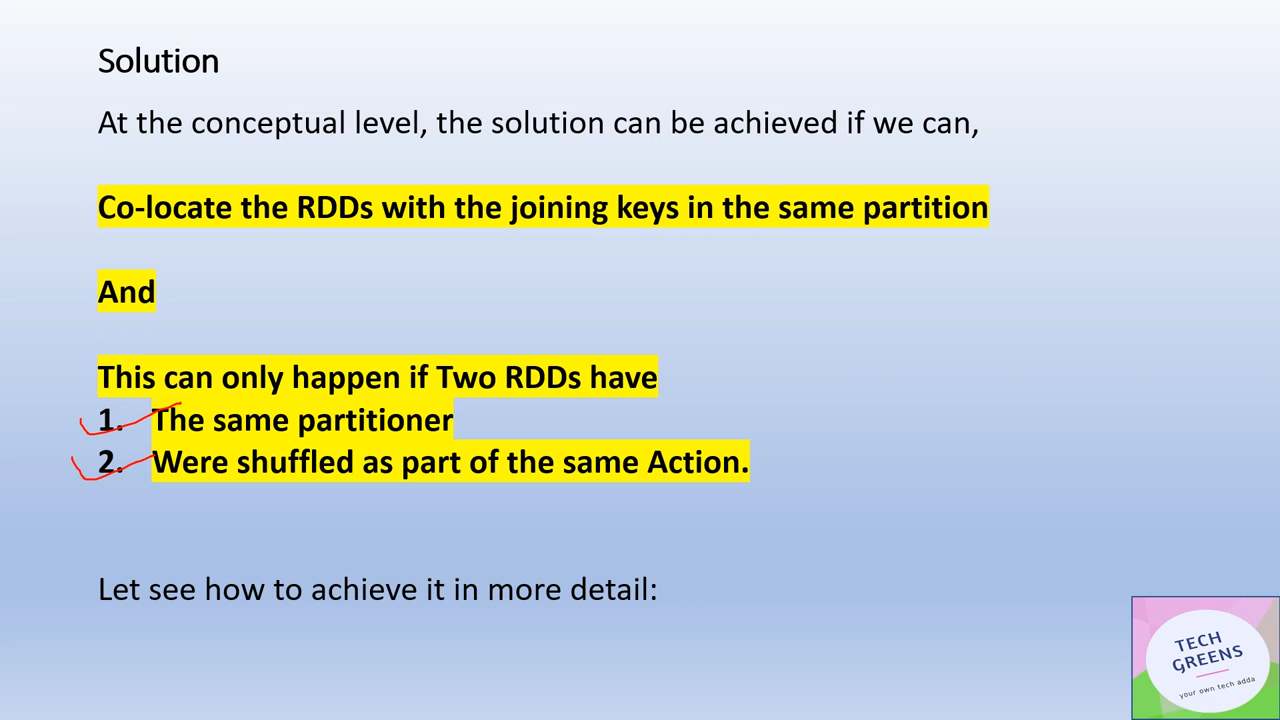 Solution
At the conceptual level, the solution can be achieved if we can,
Co-locate the RDDs with the joining keys in the same partition
And
This can only happen if Two RDDs have
1. The same partitioner
2. Were shuffled as part of the same Action.
Let see how to achieve it in more detail:
TECH
GREENS
your own tech adda